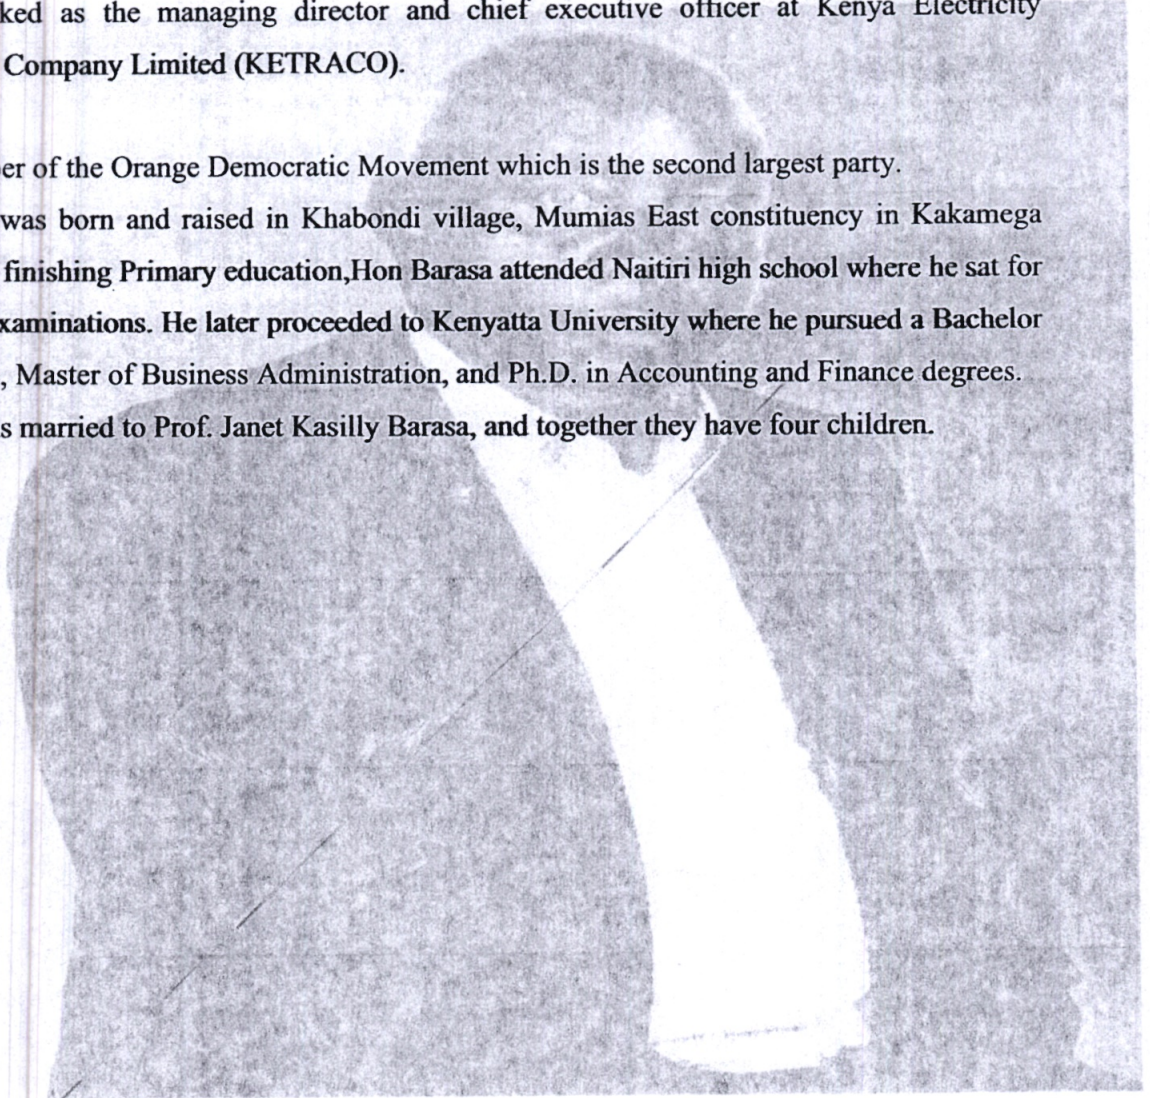 ked as the managing director and chief executive officer at Kenya Electricity
Company Limited (KETRACO).
er of the Orange Democratic Movement which is the second largest party.
was born and raised in Khabondi village, Mumias East constituency in Kakamega
finishing Primary education,Hon Barasa attended Naitiri high school where he sat for
xaminations. He later proceeded to Kenyatta University where he pursued a Bachelor
, Master of Business Administration, and Ph.D. in Accounting and Finance degrees.
s married to Prof. Janet Kasilly Barasa, and together they have four children.